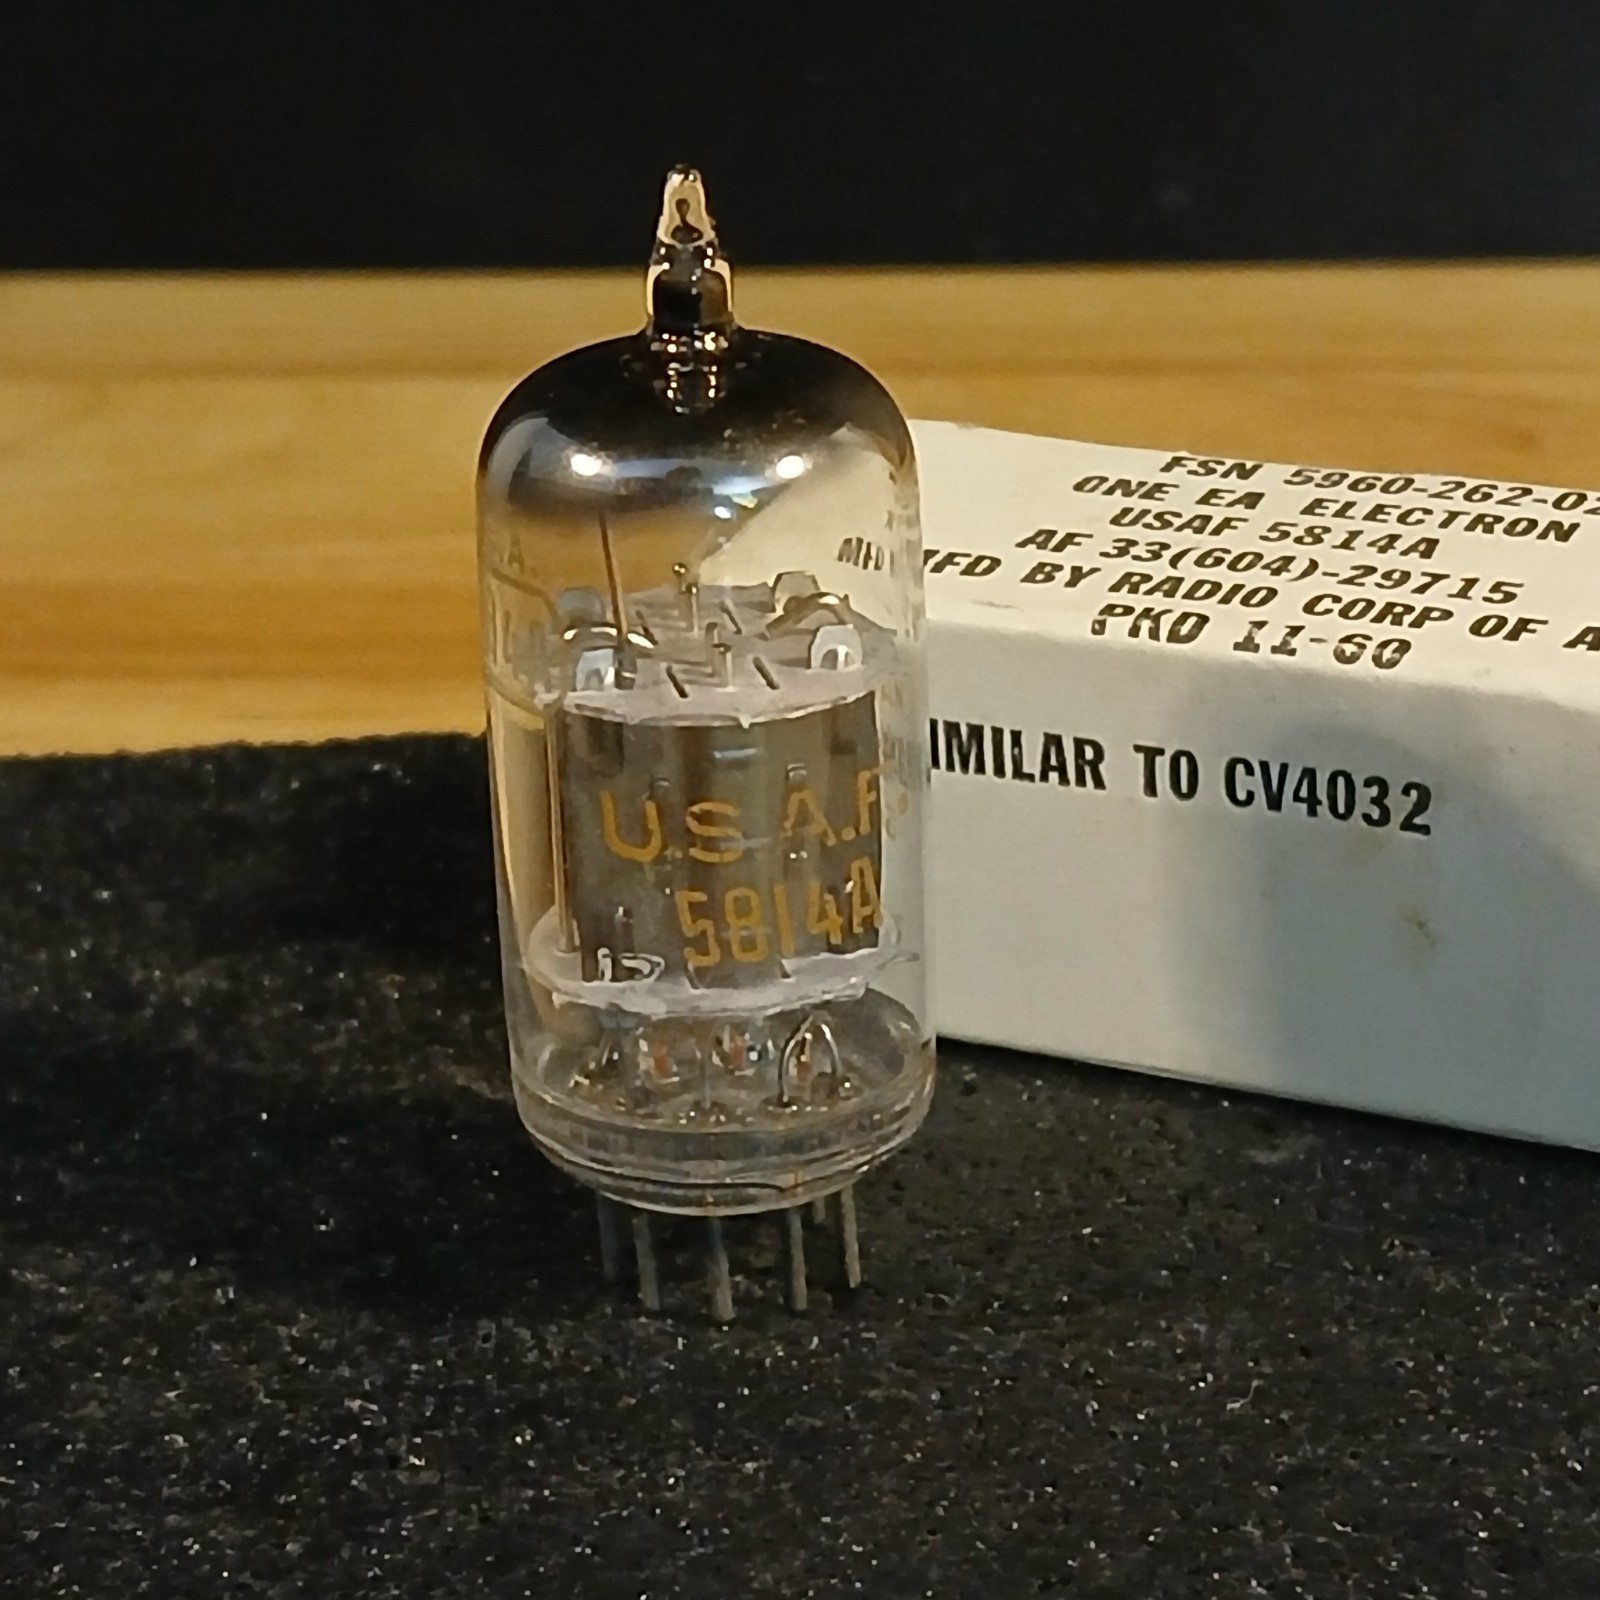 U.S.A.F.
5814A
FSN 5960-262-02
ONE EA ELECTRON
USAF 5814A
AF 33(604)-29715
MFD BY RADIO CORP OF A
PKD 11-60
IMILAR TO CV4032